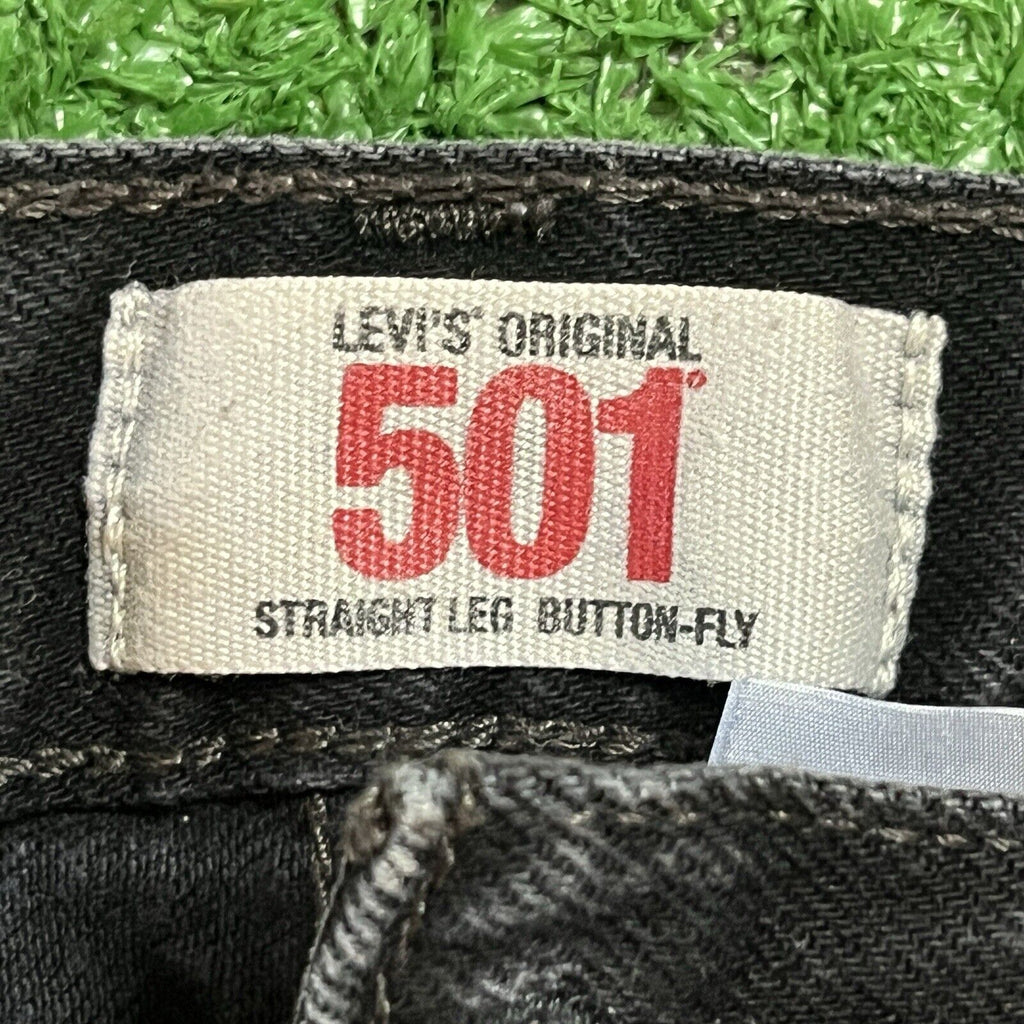 LEVI'S® ORIGINAL
501®
STRAIGHT LEG BUTTON-FLY